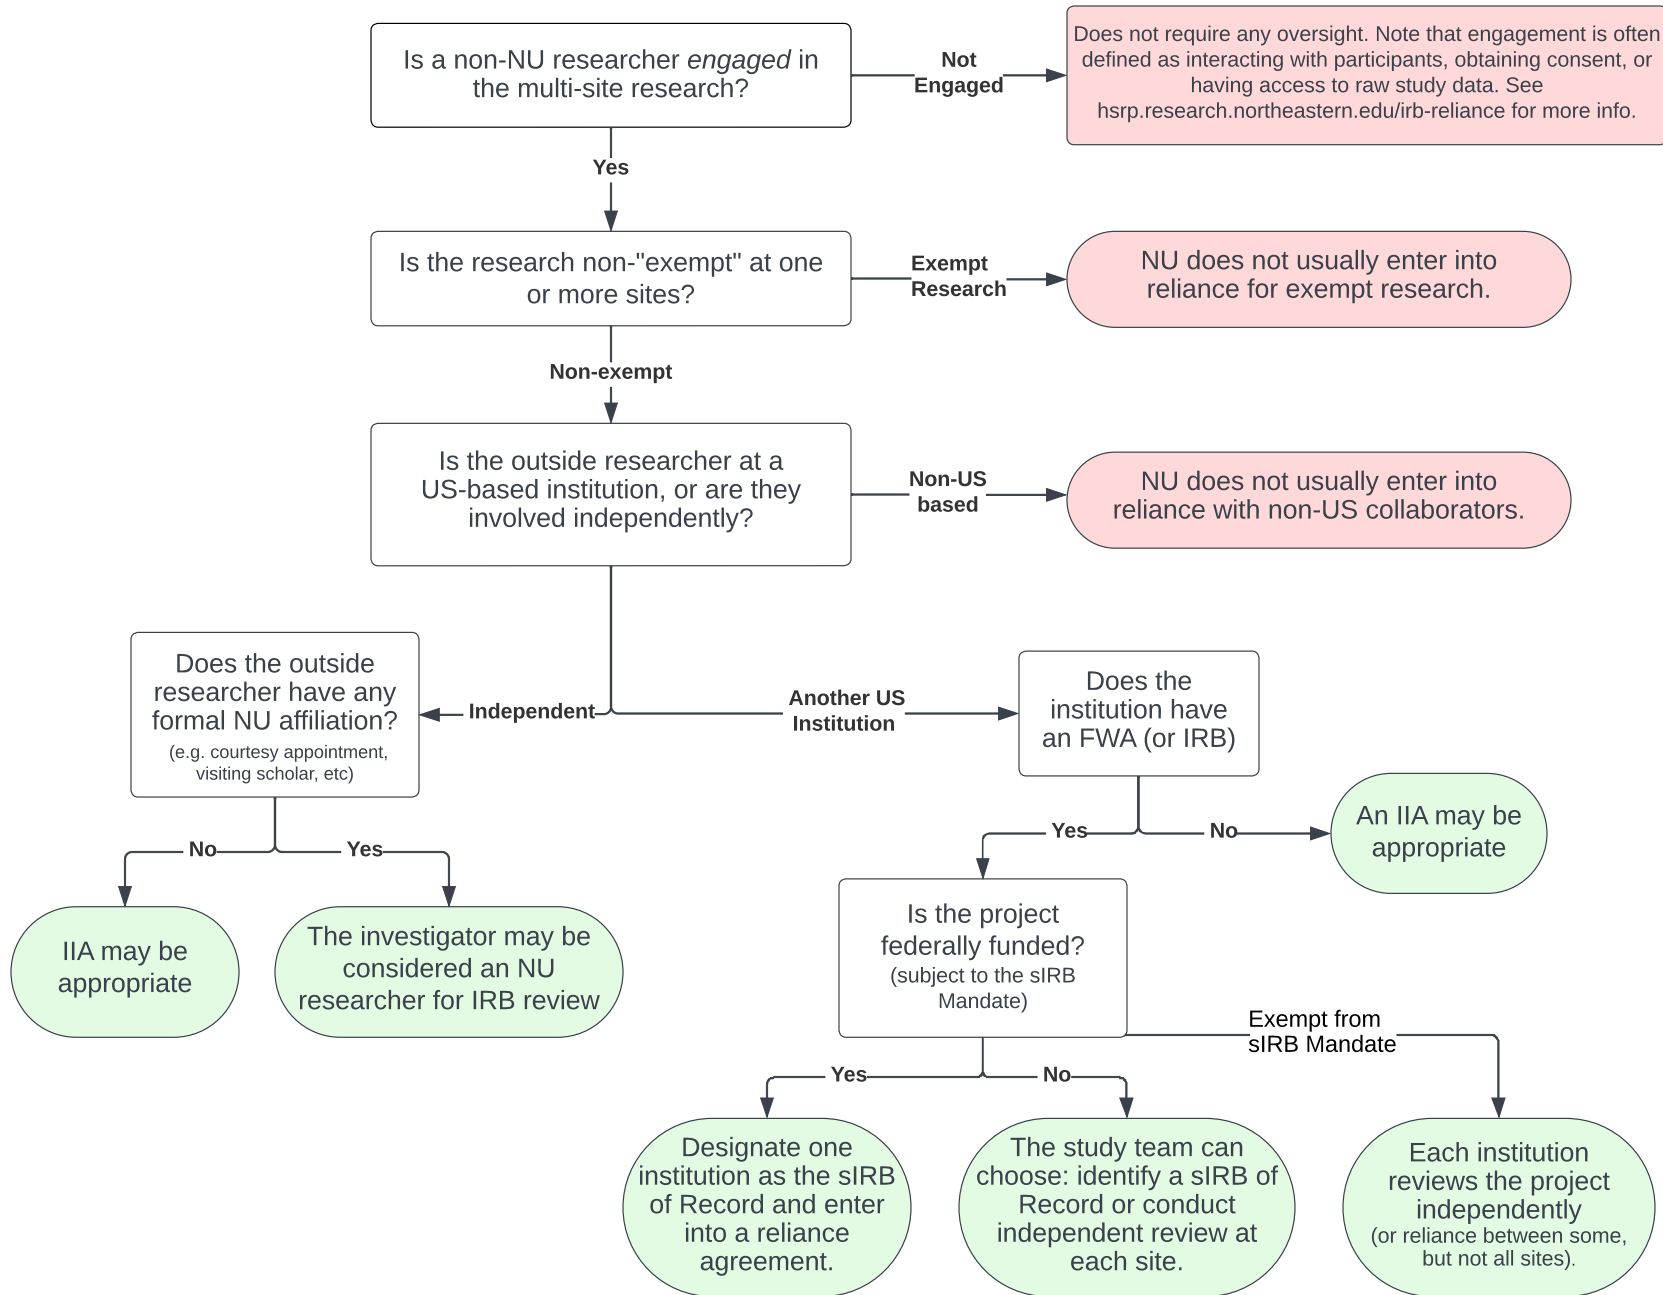 Is a non-NU researcher engaged in
the multi-site research?
Not
Engaged
Does not require any oversight. Note that engagement is often
defined as interacting with participants, obtaining consent, or
having access to raw study data. See
hsrp.research.northeastern.edu/irb-reliance for more info.
Yes
Is the research non-"exempt" at one
or more sites?
Exempt
Research
NU does not usually enter into
reliance for exempt research.
Non-exempt
Is the outside researcher at a
US-based institution, or are they
involved independently?
Non-US
based
NU does not usually enter into
reliance with non-US collaborators.
Does the outside
researcher have any
formal NU affiliation?
(e.g. courtesy appointment,
visiting scholar, etc)
Independent
Another US
Institution
Does the
institution have
an FWA (or IRB)
No
Yes
Yes
No
An IIA may be
appropriate
IIA may be
appropriate
The investigator may be
considered an NU
researcher for IRB review
Is the project
federally funded?
(subject to the sIRB
Mandate)
Exempt from
sIRB Mandate
Yes
No
Designate one
institution as the sIRB
of Record and enter
into a reliance
agreement.
The study team can
choose: identify a sIRB of
Record or conduct
independent review at
each site.
Each institution
reviews the project
independently
(or reliance between some,
but not all sites).